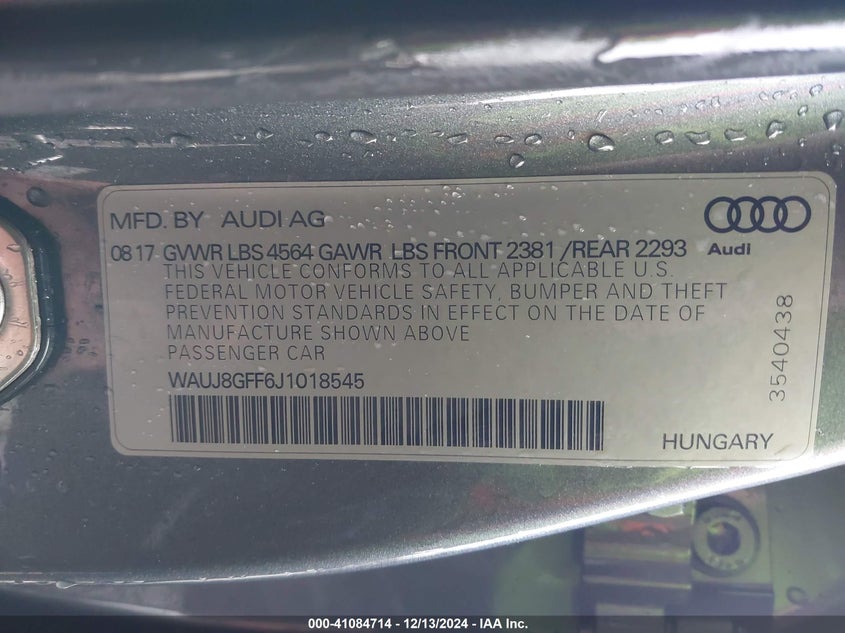 MFD. BY AUDI AG
Audi
08 17 GVWR LBS 4564 GAWR LBS FRONT 2381 /REAR 2293
THIS VEHICLE CONFORMS TO ALL APPLICABLE U.S.
FEDERAL MOTOR VEHICLE SAFETY, BUMPER AND THEFT
PREVENTION STANDARDS IN EFFECT ON THE DATE OF
MANUFACTURE SHOWN ABOVE
PASSENGER CAR
WAUJ8GFF6J1018545
3540438
HUNGARY
000-41084714 - 12/13/2024 - IAA Inc.